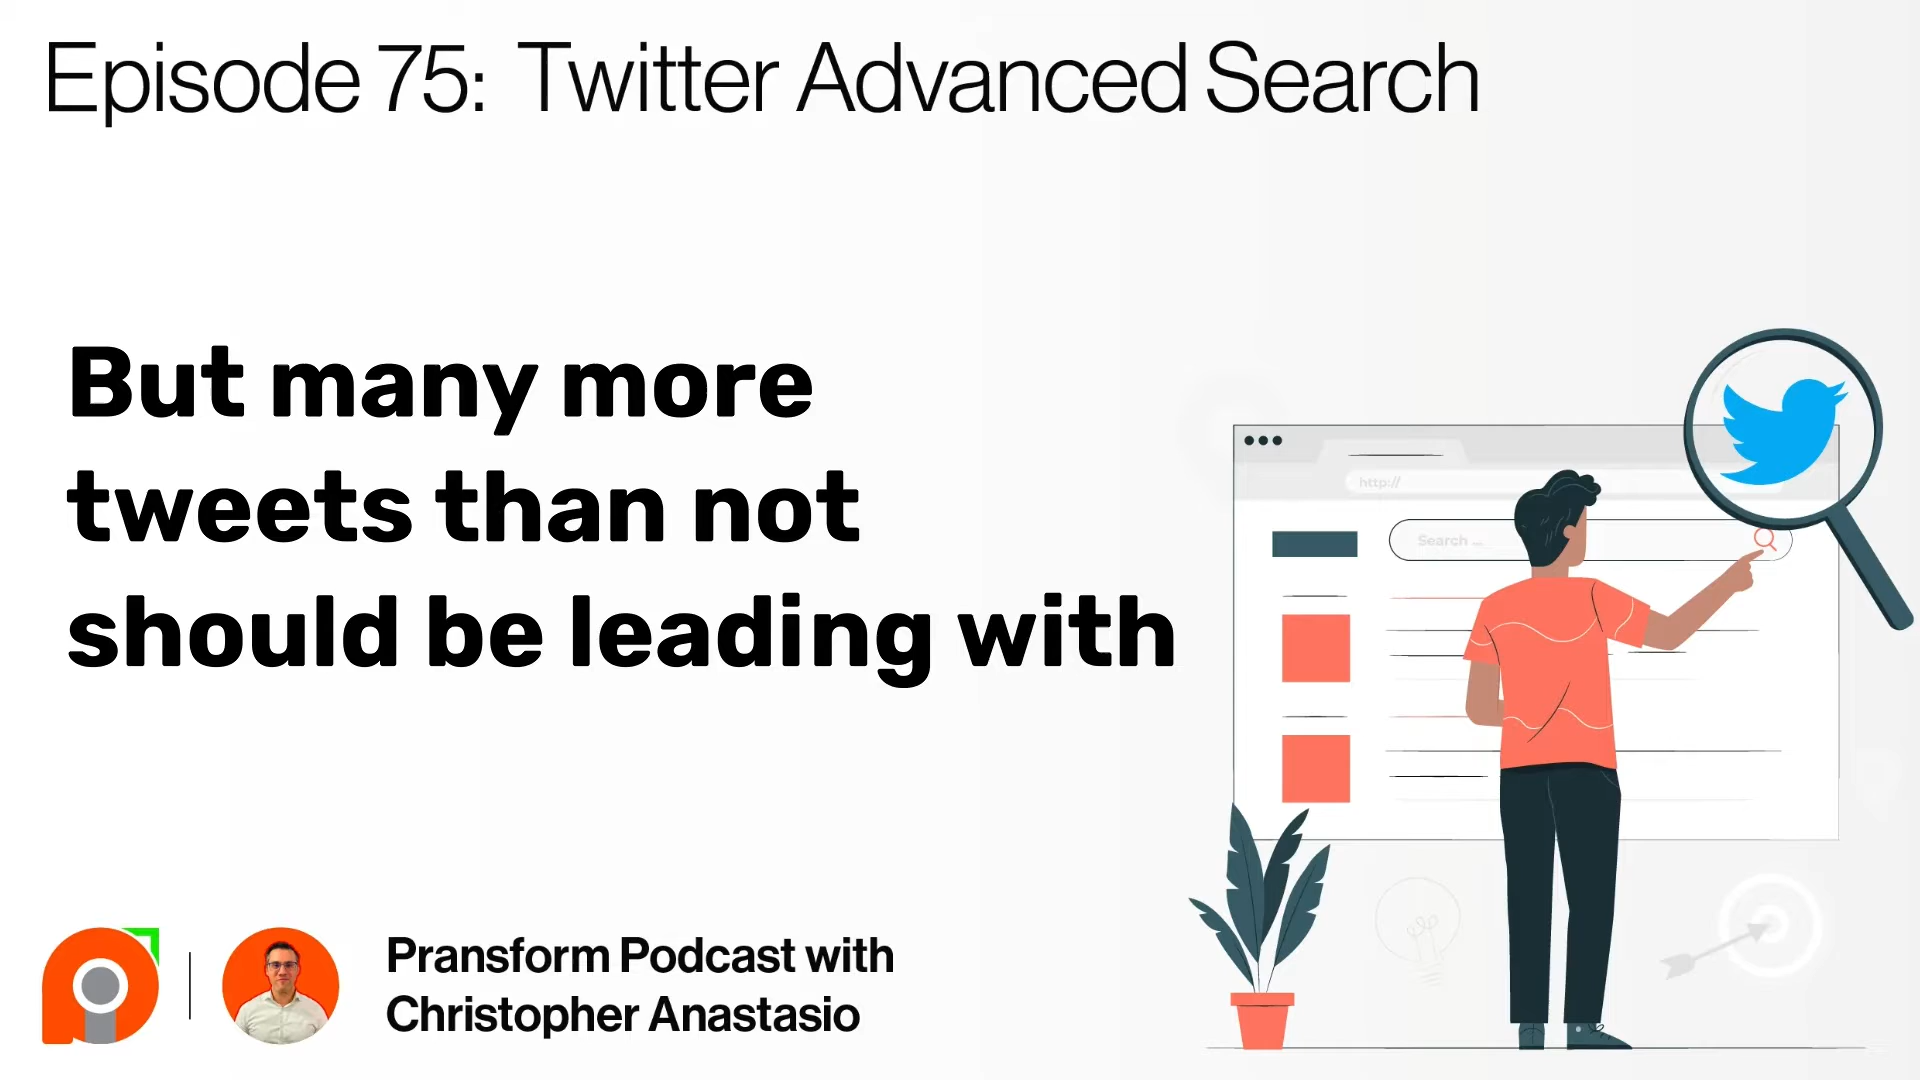 Episode 75: Twitter Advanced Search
But many more
tweets than not
should be leading with
http://
Search ...
Pransform Podcast with
Christopher Anastasio